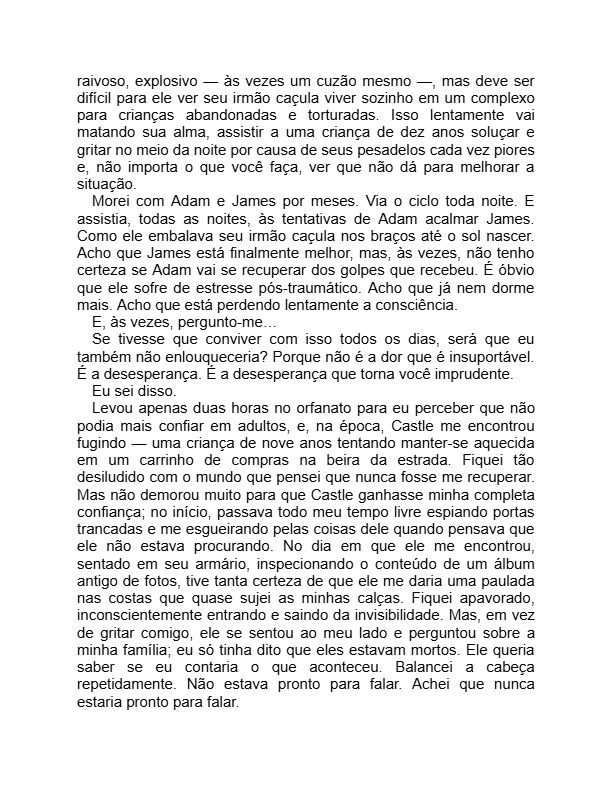 raivoso, explosivo — às vezes um cuzão mesmo —, mas deve ser
difícil para ele ver seu irmão caçula viver sozinho em um complexo
para crianças abandonadas e torturadas. Isso lentamente vai
matando sua alma, assistir a uma criança de dez anos soluçar e
gritar no meio da noite por causa de seus pesadelos cada vez piores
e, não importa o que você faça, ver que não dá para melhorar a
situação.
Morei com Adam e James por meses. Via o ciclo toda noite. E
assistia, todas as noites, às tentativas de Adam acalmar James.
Como ele embalava seu irmão caçula nos braços até o sol nascer.
Acho que James está finalmente melhor, mas, às vezes, não tenho
certeza se Adam vai se recuperar dos golpes que recebeu. É óbvio
que ele sofre de estresse pós-traumático. Acho que já nem dorme
mais. Acho que está perdendo lentamente a consciência.
E, às vezes, pergunto-me...
Se tivesse que conviver com isso todos os dias, será que eu
também não enlouqueceria? Porque não é a dor que é insuportável.
É a desesperança. É a desesperança que torna você imprudente.
Eu sei disso.
Levou apenas duas horas no orfanato para eu perceber que não
podia mais confiar em adultos, e, na época, Castle me encontrou
fugindo — uma criança de nove anos tentando manter-se aquecida
em um carrinho de compras na beira da estrada. Fiquei tão
desiludido com o mundo que pensei que nunca fosse me recuperar.
Mas não demorou muito para que Castle ganhasse minha completa
confiança; no início, passava todo meu tempo livre espiando portas
trancadas e me esgueirando pelas coisas dele quando pensava que
ele não estava procurando. No dia em que ele me encontrou,
sentado em seu armário, inspecionando o conteúdo de um álbum
antigo de fotos, tive tanta certeza de que ele me daria uma paulada
nas costas que quase sujei as minhas calças. Fiquei apavorado,
inconscientemente entrando e saindo da invisibilidade. Mas, em vez
de gritar comigo, ele se sentou ao meu lado e perguntou sobre a
minha família; eu só tinha dito que eles estavam mortos. Ele queria
saber se eu contaria o que aconteceu. Balancei a cabeça
repetidamente. Não estava pronto para falar. Achei que nunca
estaria pronto para falar.